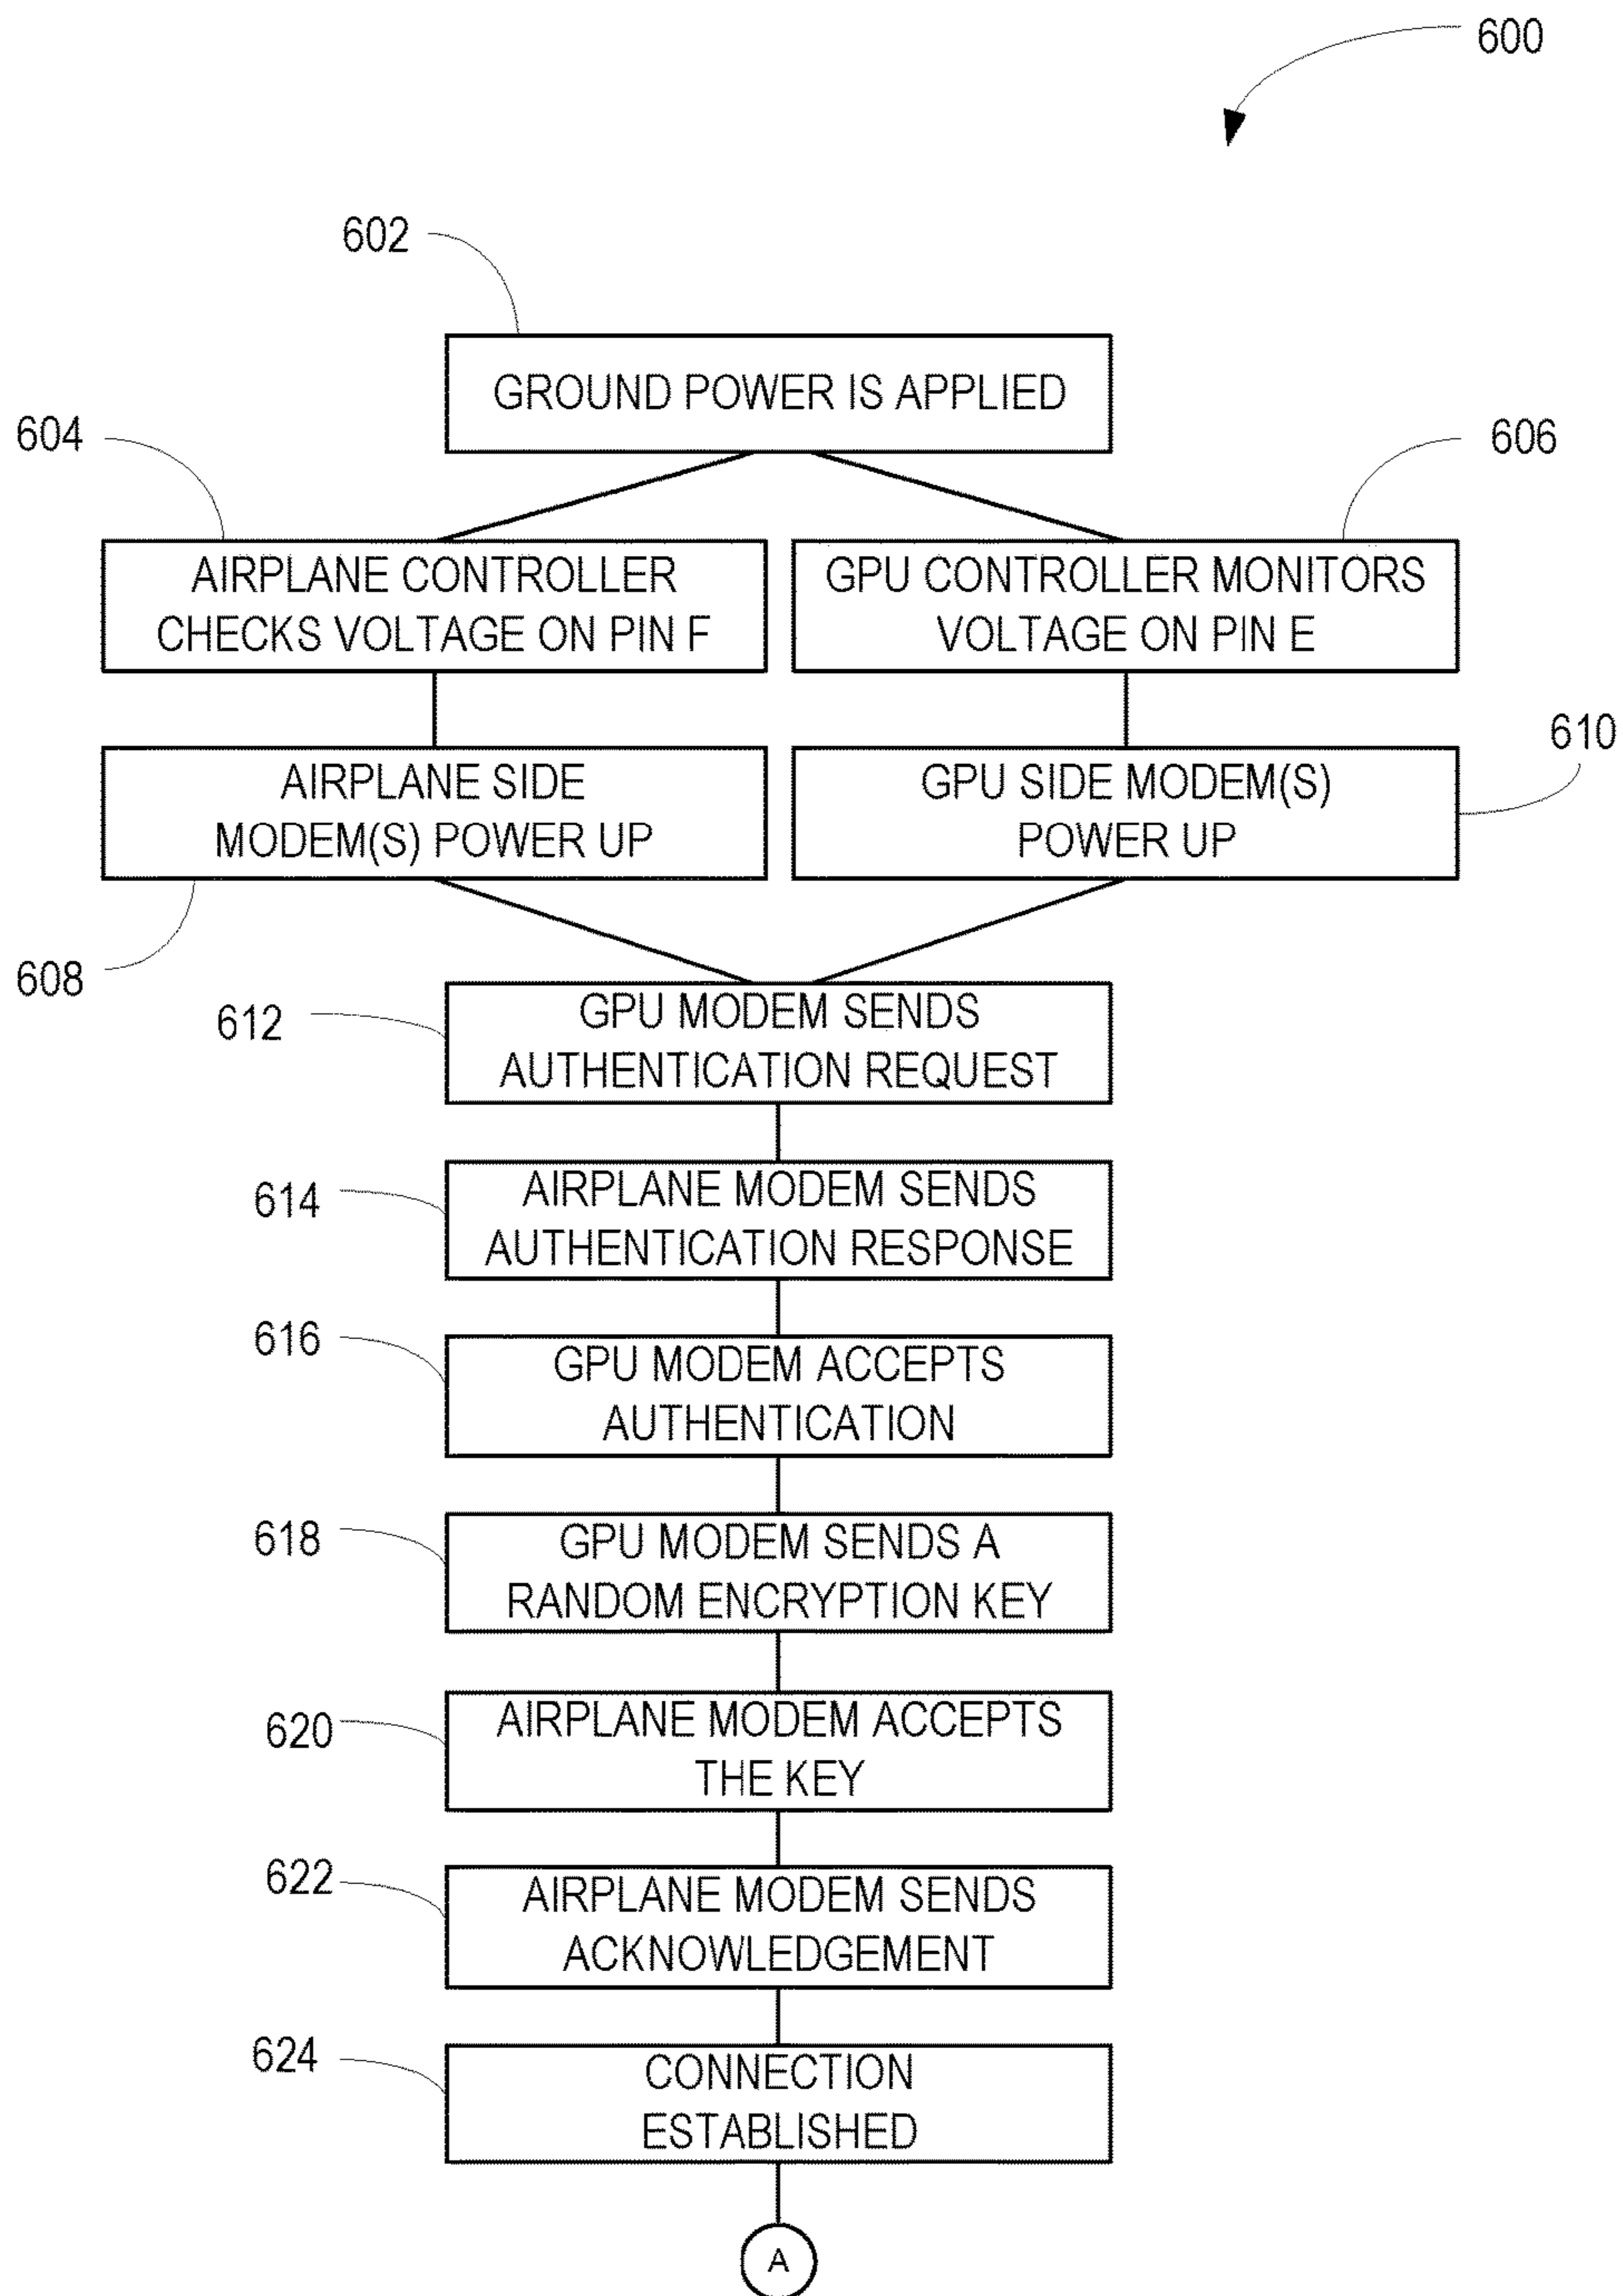 600
602
GROUND POWER IS APPLIED
604
606
AIRPLANE CONTROLLER
CHECKS VOLTAGE ON PIN F
GPU CONTROLLER MONITORS
VOLTAGE ON PIN E
610
AIRPLANE SIDE
MODEM(S) POWER UP
GPU SIDE MODEM(S)
POWER UP
608
612
GPU MODEM SENDS
AUTHENTICATION REQUEST
614
AIRPLANE MODEM SENDS
AUTHENTICATION RESPONSE
616
GPU MODEM ACCEPTS
AUTHENTICATION
618
GPU MODEM SENDS A
RANDOM ENCRYPTION KEY
620
AIRPLANE MODEM ACCEPTS
THE KEY
622
AIRPLANE MODEM SENDS
ACKNOWLEDGEMENT
624
CONNECTION
ESTABLISHED
A